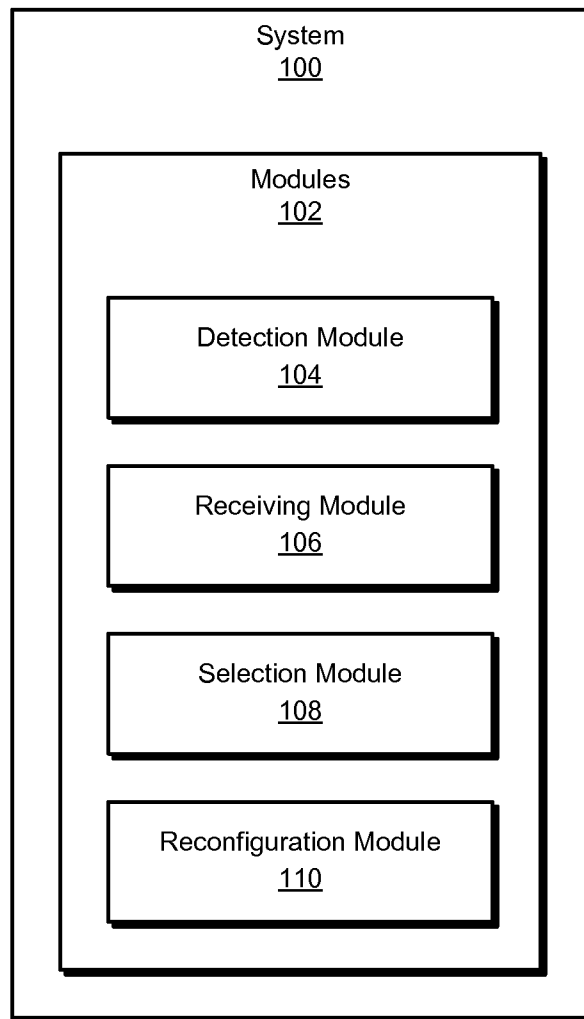 System
100
Modules
102
Detection Module
104
Receiving Module
106
Selection Module
108
Reconfiguration Module
110